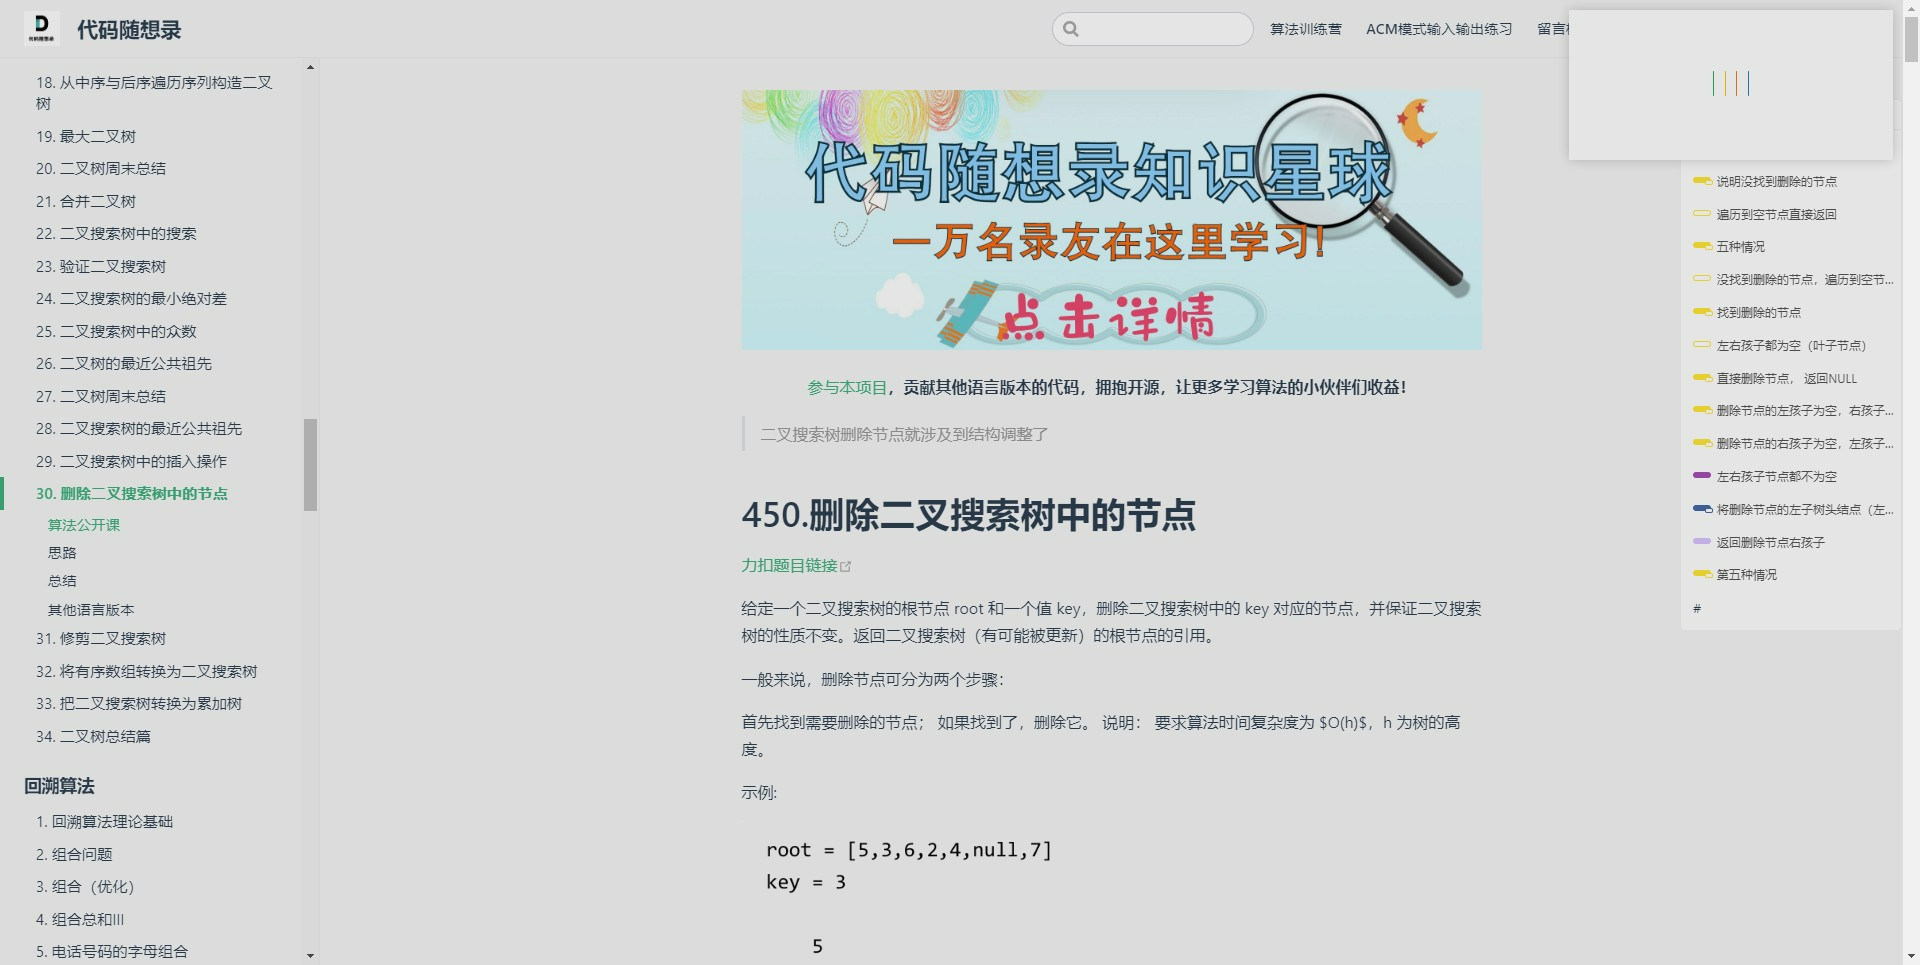 代码随想录
算法训练营
ACM模式输入输出练习
18. 从中序与后序遍历序列构造二叉
树
19. 最大二叉树
20. 二叉树周末总结
21. 合并二叉树
22. 二叉搜索树中的搜索
23. 验证二叉搜索树
24. 二叉搜索树的最小绝对差
25. 二叉搜索树中的众数
26. 二叉树的最近公共祖先
27. 二叉树周末总结
28. 二叉搜索树的最近公共祖先
29. 二叉搜索树中的插入操作
30. 删除二叉搜索树中的节点
算法公开课
思路
总结
其他语言版本
31. 修剪二叉搜索树
32. 将有序数组转换为二叉搜索树
33. 把二叉搜索树转换为累加树
34. 二叉树总结篇
回溯算法
1. 回溯算法理论基础
2. 组合问题
3. 组合（优化）
4. 组合总和III
5. 电话号码的字母组合
代码随想录知识星球
一万名录友在这里学习!
点击详情
参与本项目，贡献其他语言版本的代码，拥抱开源，让更多学习算法的小伙伴们收益！
二叉搜索树删除节点就涉及到结构调整了
450.删除二叉搜索树中的节点
力扣题目链接
给定一个二叉搜索树的根节点 root 和一个值 key，删除二叉搜索树中的 key 对应的节点，并保证二叉搜索
树的性质不变。返回二叉搜索树（有可能被更新）的根节点的引用。
一般来说，删除节点可分为两个步骤：
首先找到需要删除的节点； 如果找到了，删除它。 说明： 要求算法时间复杂度为 $O(h)$，h 为树的高
度。
示例:
root = [5,3,6,2,4,null,7]
key = 3
5
说明没找到删除的节点
遍历到空节点直接返回
五种情况
没找到删除的节点，遍历到空节...
找到删除的节点
左右孩子都为空（叶子节点）
直接删除节点， 返回NULL
删除节点的左孩子为空，右孩子...
删除节点的右孩子为空，左孩子...
左右孩子节点都不为空
将删除节点的左子树头结点（左...
返回删除节点右孩子
第五种情况
#